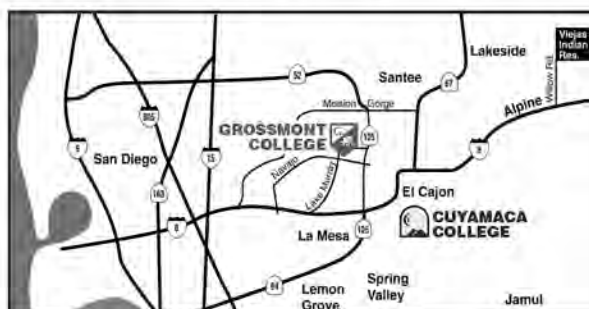 Viejas
Indian
Res.
Lakeside
Willow Rd.
52
Santee
67
Mission Gorge
Alpine
805
GROSSMONT
COLLEGE
125
8
5
San Diego
15
Navajo
Lake Murray
163
El Cajon
CUYAMACA
COLLEGE
8
La Mesa
125
94
Spring
Valley
Lemon
Grove
Jamul